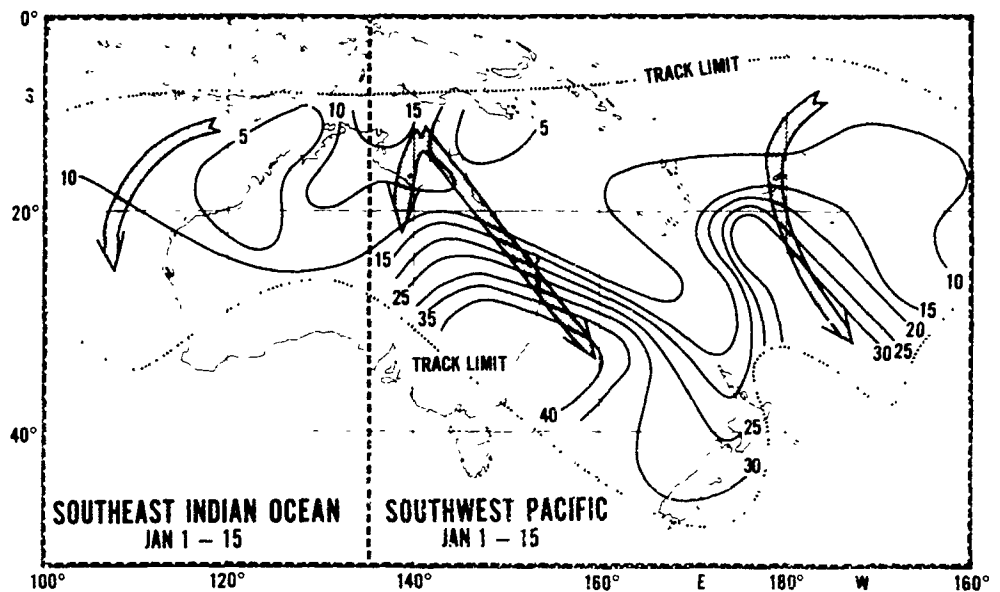 0°
TRACK LIMIT
S
10
15
5
5
10
20°
15
10
25
15
35
20
30 25
TRACK LIMIT
40
25
40°
30
SOUTHEAST INDIAN OCEAN
SOUTHWEST PACIFIC
JAN 1 – 15
JAN 1 – 15
100°
120°
140°
160°
E
180°
W
160°